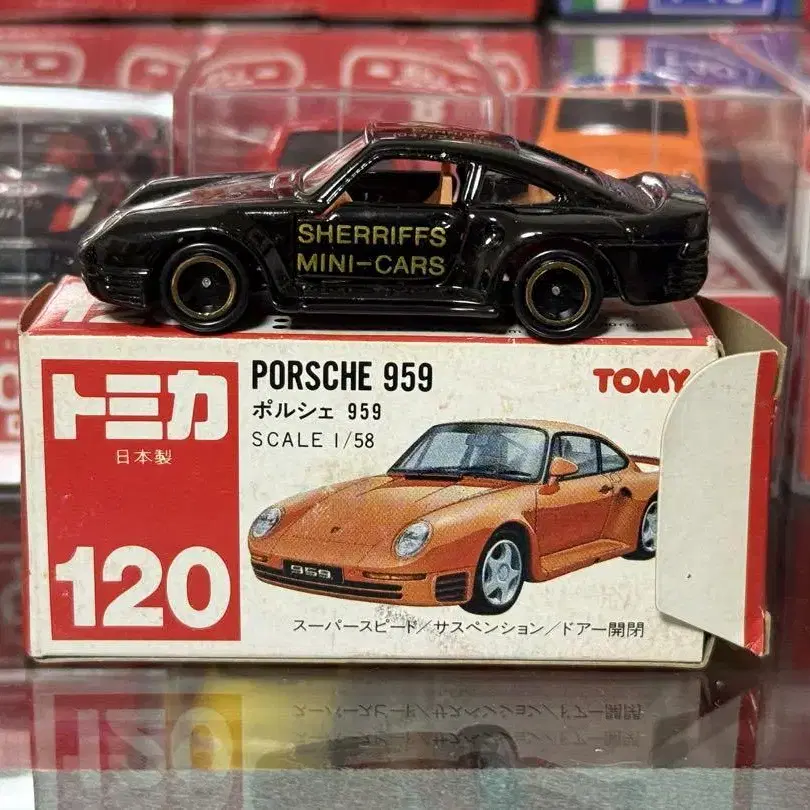 SHERRIFFS
MINI-CARS
トミカ
日本製
120
PORSCHE 959
ポルシェ 959
SCALE 1/58
TOMY
959
スーパースピード/サスペンション/ドアー開閉